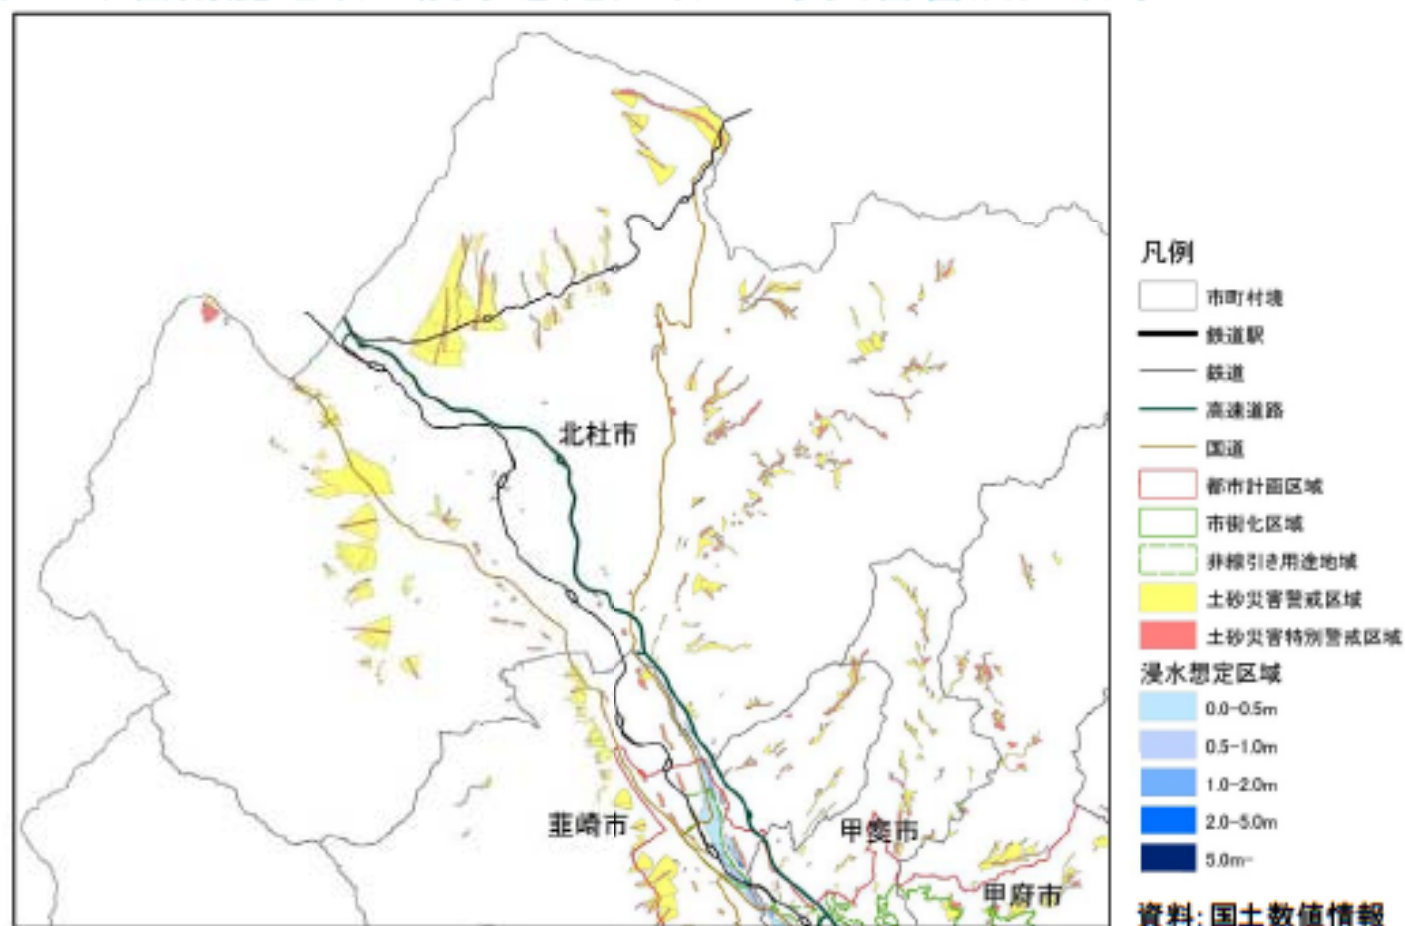 北杜市
韮崎市
甲斐市
甲府市
凡例
市町村境
鉄道駅
鉄道
高速道路
国道
都市計画区域
市街化区域
非線引き用途地域
土砂災害警戒区域
土砂災害特別警戒区域
浸水想定区域
0.0-0.5m
0.5-1.0m
1.0-2.0m
2.0-5.0m
5.0m-
資料:国土数値情報